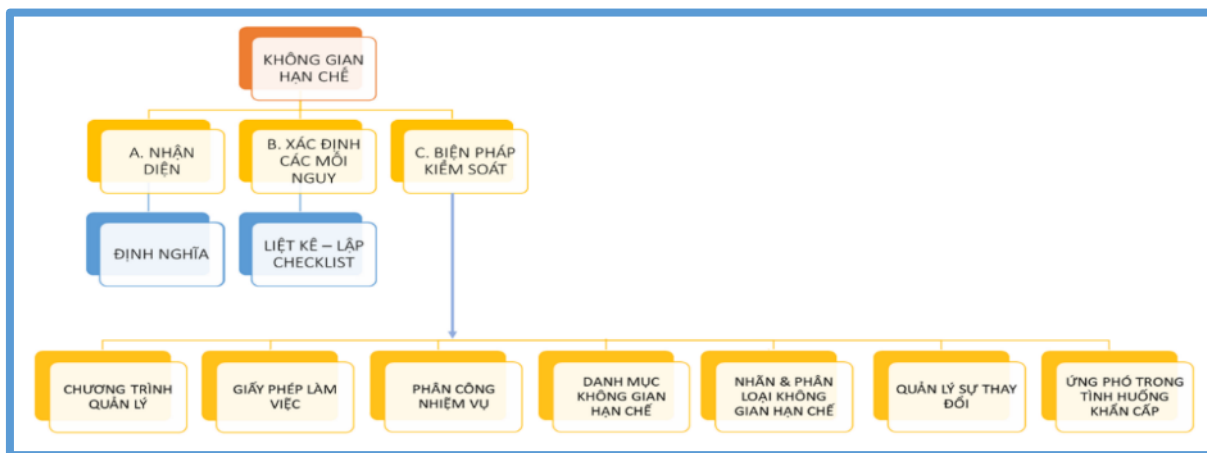 KHÔNG GIAN
HẠN CHẾ
A. NHẬN
DIỆN
B. XÁC ĐỊNH
CÁC MỐI
NGUY
C. BIỆN PHÁP
KIỂM SOÁT
ĐỊNH NGHĨA
LIỆT KÊ – LẬP
CHECKLIST
CHƯƠNG TRÌNH
QUẢN LÝ
GIẤY PHÉP LÀM
VIỆC
PHÂN CÔNG
NHIỆM VỤ
DANH MỤC
KHÔNG GIAN
HẠN CHẾ
NHÃN & PHÂN
LOẠI KHÔNG
GIAN HẠN CHẾ
QUẢN LÝ SỰ THAY
ĐỔI
ỨNG PHÓ TRONG
TÌNH HUỐNG
KHẨN CẤP